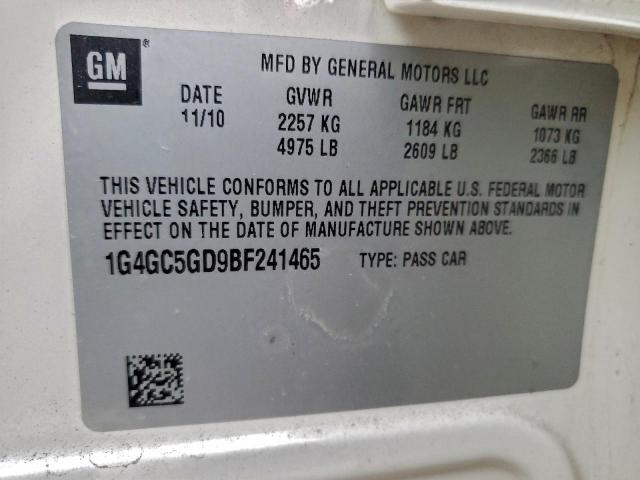 GM ® MFD BY GENERAL MOTORS LLC
DATE GVWR GAWR FRT GAWR RR
11/10 2257 KG 1184 KG 1073 KG
4975 LB 2609 LB 2366 LB
THIS VEHICLE CONFORMS TO ALL APPLICABLE U.S. FEDERAL MOTOR
VEHICLE SAFETY, BUMPER, AND THEFT PREVENTION STANDARDS IN
EFFECT ON THE DATE OF MANUFACTURE SHOWN ABOVE.
1G4GC5GD9BF241465 TYPE: PASS CAR